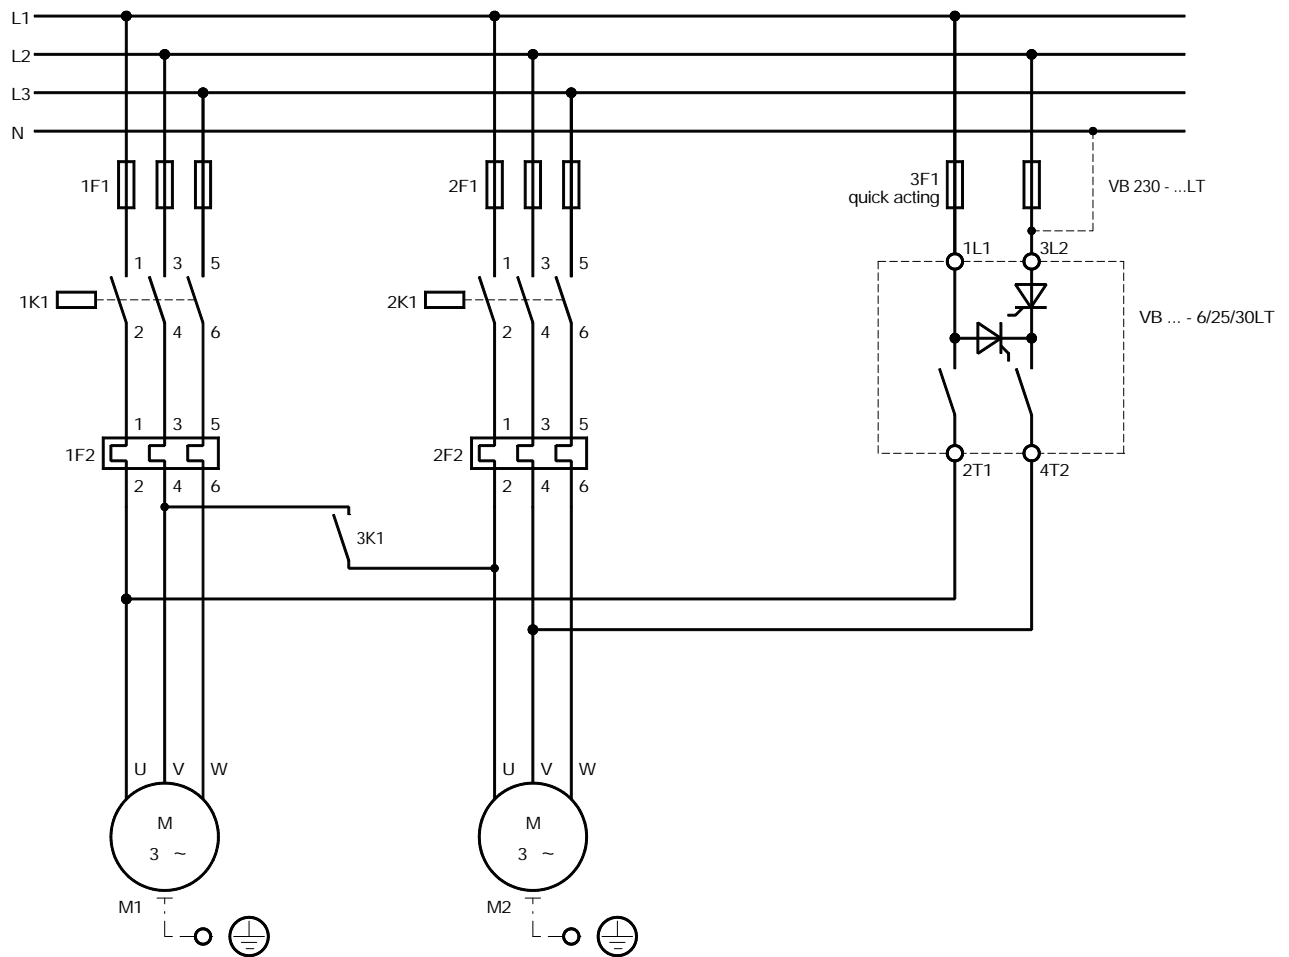 L1
L2
L3
N
1F1
2F1
3F1
quick acting
VB 230 - ...LT
1L1
3L2
1 3 5
1 3 5
1K1
2K1
VB ... - 6/25/30LT
2 4 6
2 4 6
1 3 5
1 3 5
1F2
2F2
2T1
4T2
2 4 6
2 4 6
3K1
U V W
U V W
M
3 ~
M
3 ~
M1
M2